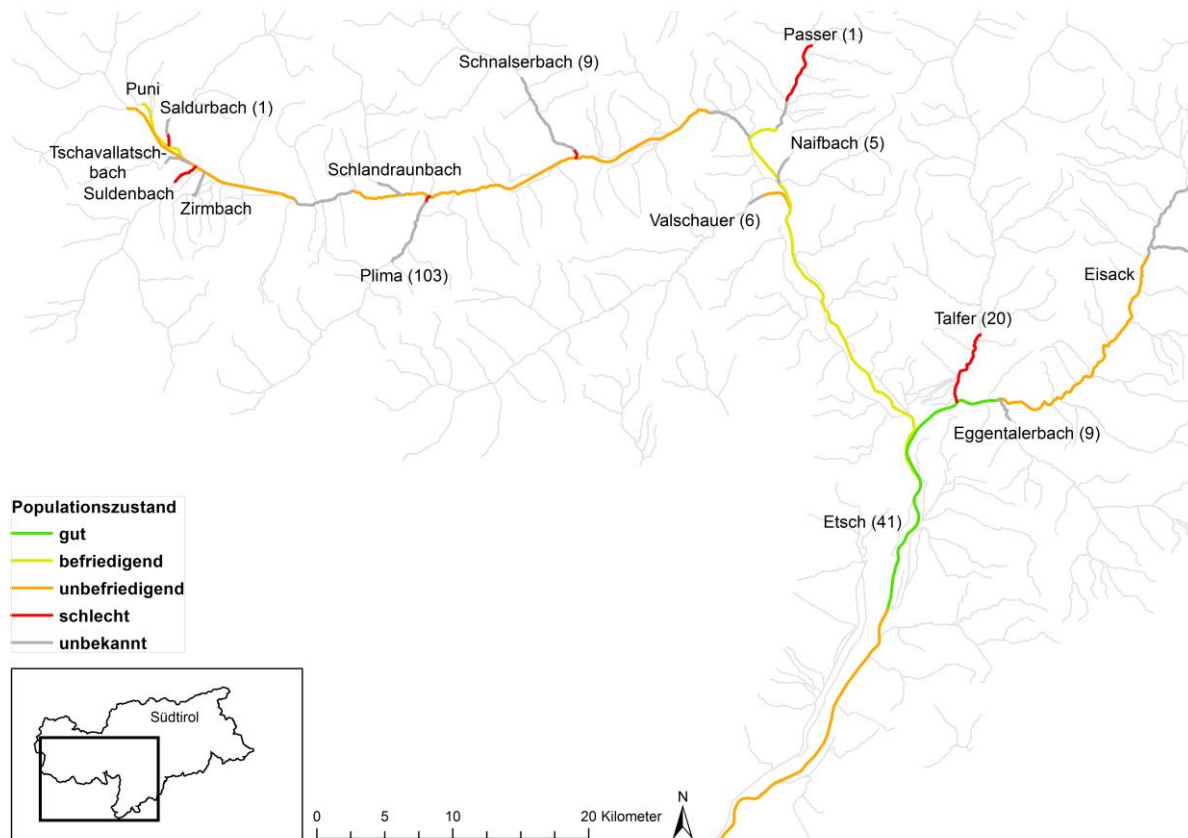 Passer (1)
Schnalserbach (9)
Puni
Saldurbach (1)
Naifbach (5)
Tschavallatsch-
bach
Schlandraunbach
Suldenbach
Zirmbach
Valschauer (6)
Plima (103)
Eisack
Talfer (20)
Eggentalerbach (9)
Etsch (41)
Populationszustand
gut
befriedigend
unbefriedigend
schlecht
unbekannt
Südtirol
N
0 5 10 20 Kilometer